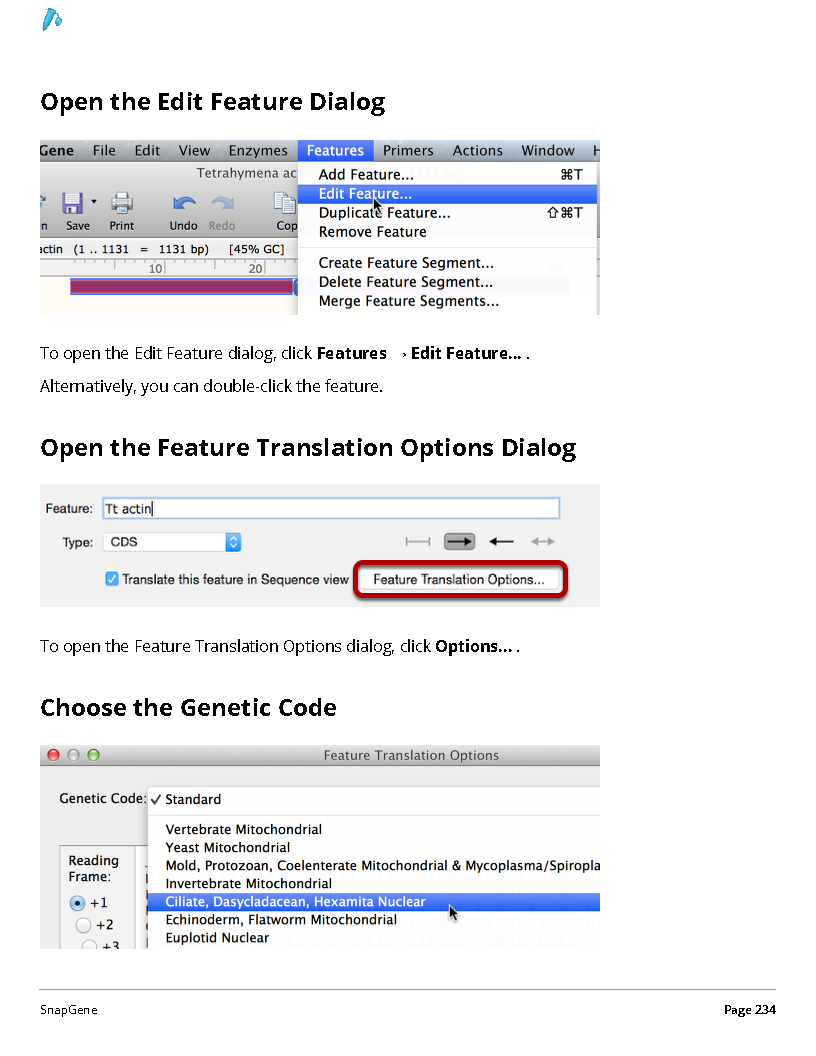 Open the Edit Feature Dialog
Gene File Edit View Enzymes Features Primers Actions Window
Tetrahymena ac
Add Feature... ⌘T
Edit Feature...
Duplicate Feature... ⇧⌘T
Remove Feature
Create Feature Segment...
Delete Feature Segment...
Merge Feature Segments...
n Save Print Undo Redo Cop
actin (1 .. 1131 = 1131 bp) [45% GC]
10 20
To open the Edit Feature dialog, click Features → Edit Feature... .
Alternatively, you can double-click the feature.
Open the Feature Translation Options Dialog
Feature: Tt actin
Type: CDS
Translate this feature in Sequence view Feature Translation Options...
To open the Feature Translation Options dialog, click Options... .
Choose the Genetic Code
Feature Translation Options
Genetic Code: ✓ Standard
Vertebrate Mitochondrial
Yeast Mitochondrial
Mold, Protozoan, Coelenterate Mitochondrial & Mycoplasma/Spiropla
Invertebrate Mitochondrial
Ciliate, Dasycladacean, Hexamita Nuclear
Echinoderm, Flatworm Mitochondrial
Euplotid Nuclear
Reading
Frame:
+1
+2
+3
SnapGene Page 234